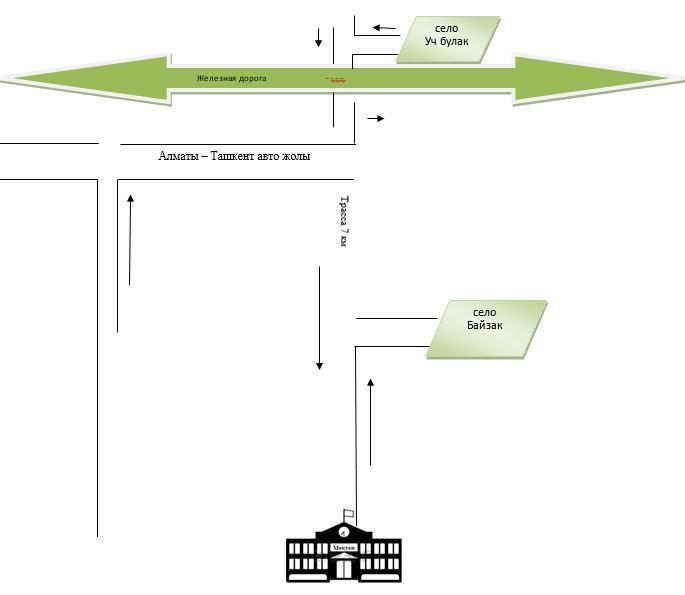 село
Уч булак
Железная дорога
Алматы – Ташкент авто жолы
Трасса 7 км
село
Байзак
Мектеп